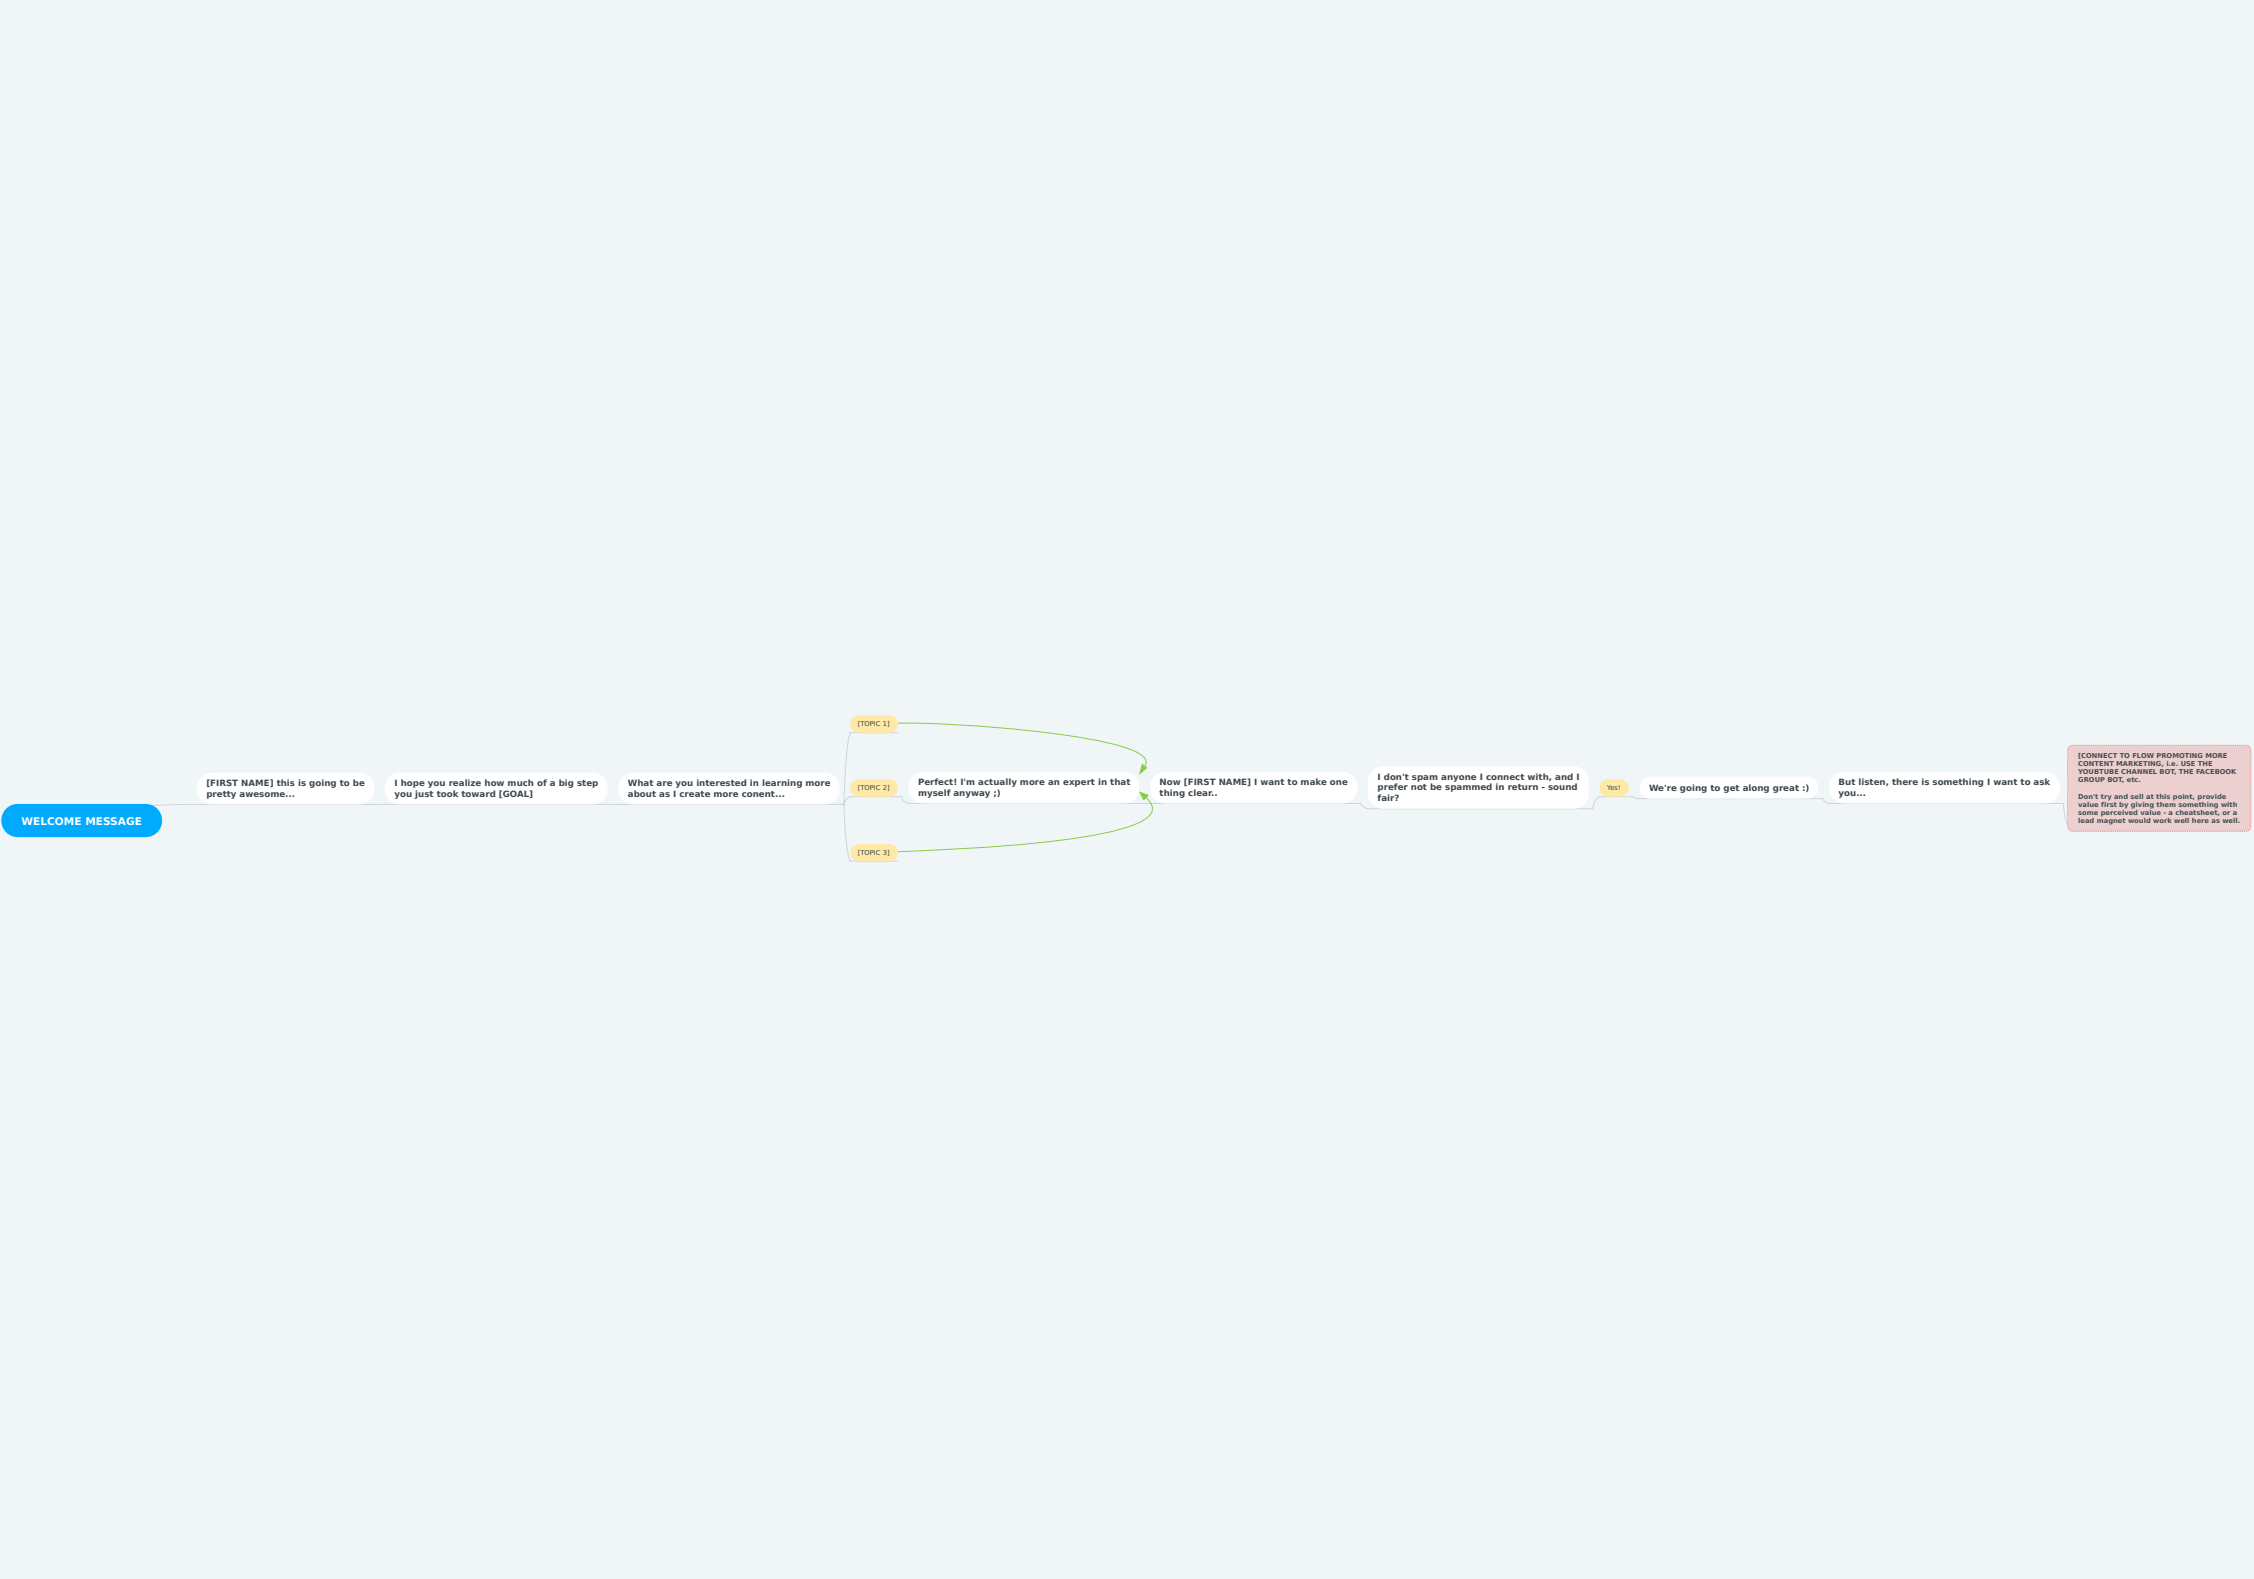 WELCOME MESSAGE
[FIRST NAME] this is going to be
pretty awesome...
I hope you realize how much of a big step
you just took toward [GOAL]
What are you interested in learning more
about as I create more conent...
[TOPIC 1]
[TOPIC 2]
Perfect! I'm actually more an expert in that
myself anyway ;)
Now [FIRST NAME] I want to make one
thing clear..
I don't spam anyone I connect with, and I
prefer not be spammed in return - sound
fair?
Yes!
We're going to get along great :)
But listen, there is something I want to ask
you...
[CONNECT TO FLOW PROMOTING MORE
CONTENT MARKETING, i.e. USE THE
YOUBTUBE CHANNEL BOT, THE FACEBOOK
GROUP BOT, etc.
Don't try and sell at this point, provide
value first by giving them something with
some perceived value - a cheatsheet, or a
lead magnet would work well here as well.
[TOPIC 3]